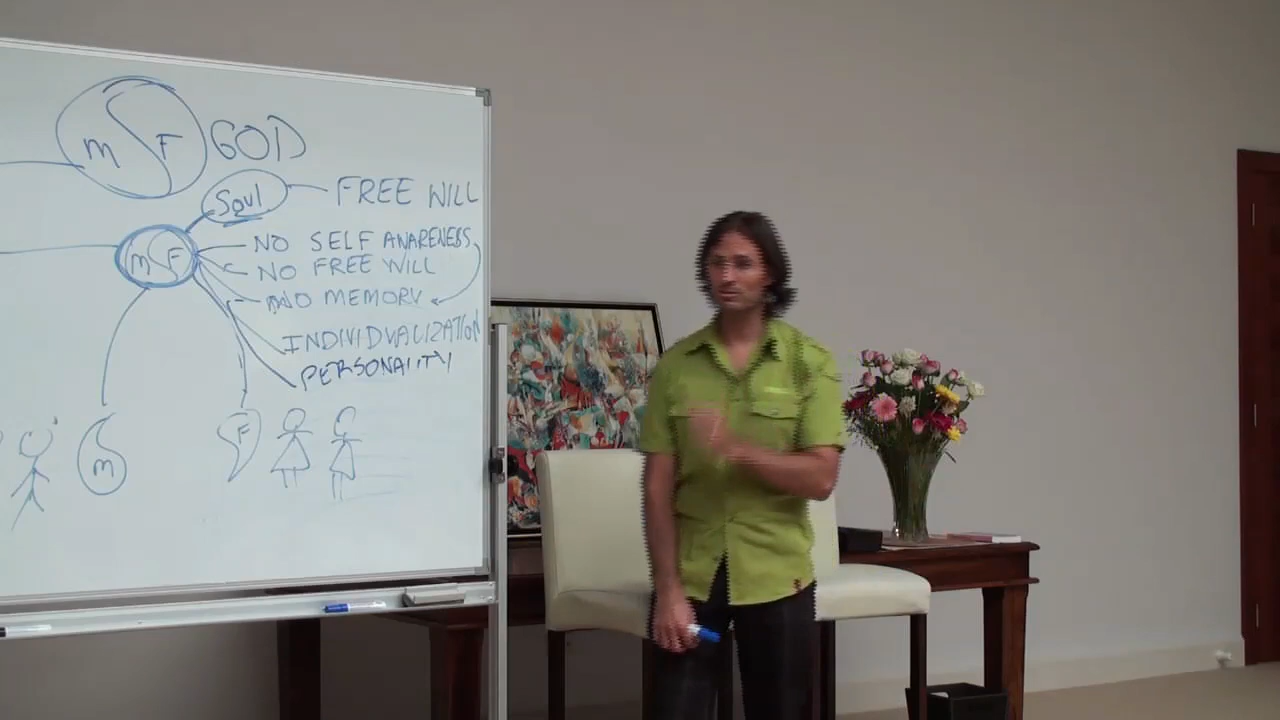 m F GOD
Soul FREE WILL
m F NO SELF AWARENESS
NO FREE WILL
NO MEMORY
INDIVIDUALIZATION
PERSONALITY
m F